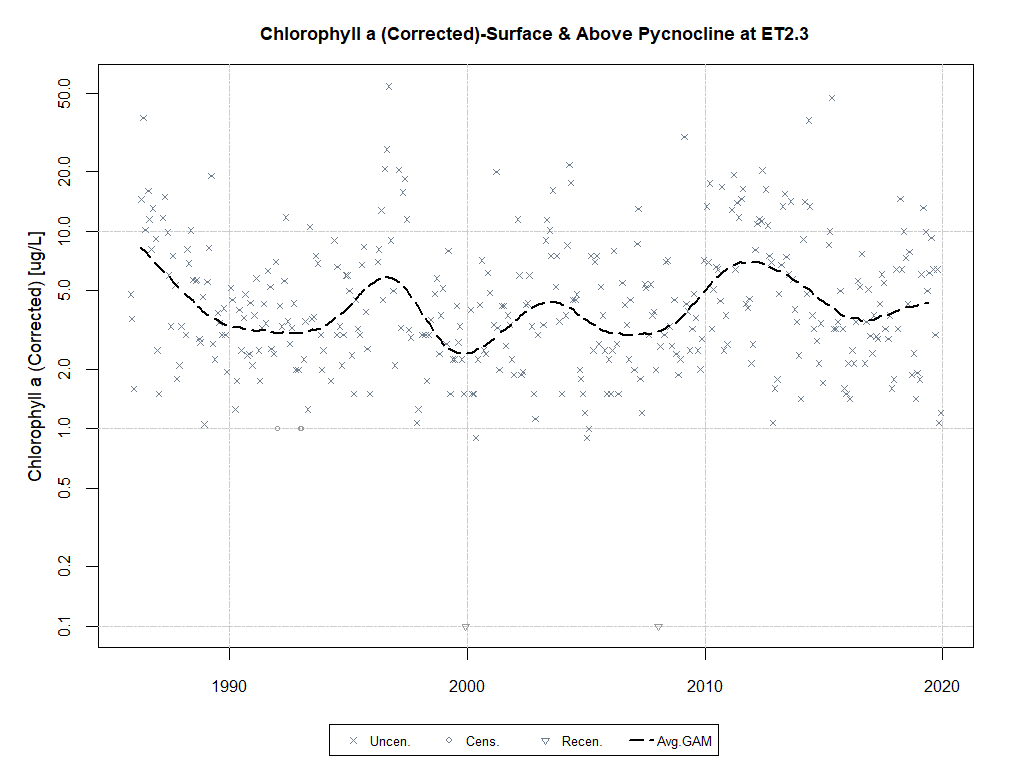 Chlorophyll a (Corrected)-Surface & Above Pycnocline at ET2.3
Chlorophyll a (Corrected) [ug/L]
50.0
20.0
10.0
5.0
2.0
1.0
0.5
0.2
0.1
1990 2000 2010 2020
Uncen. Cens. Recen. Avg.GAM